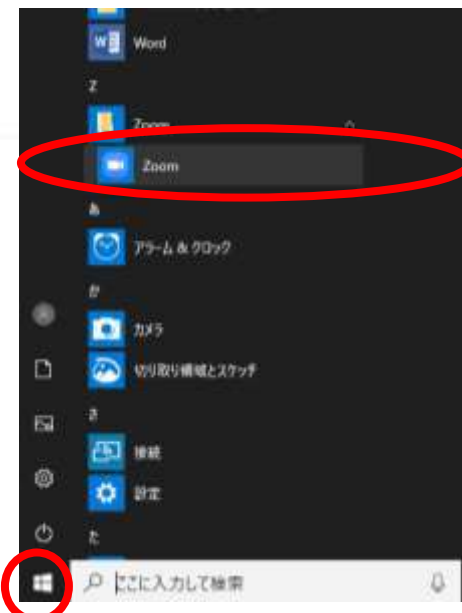 Word
Z
Zoom
Zoom
あ
アラーム & クロック
か
カメラ
切り取り領域とスケッチ
さ
接続
設定
た
ここに入力して検索